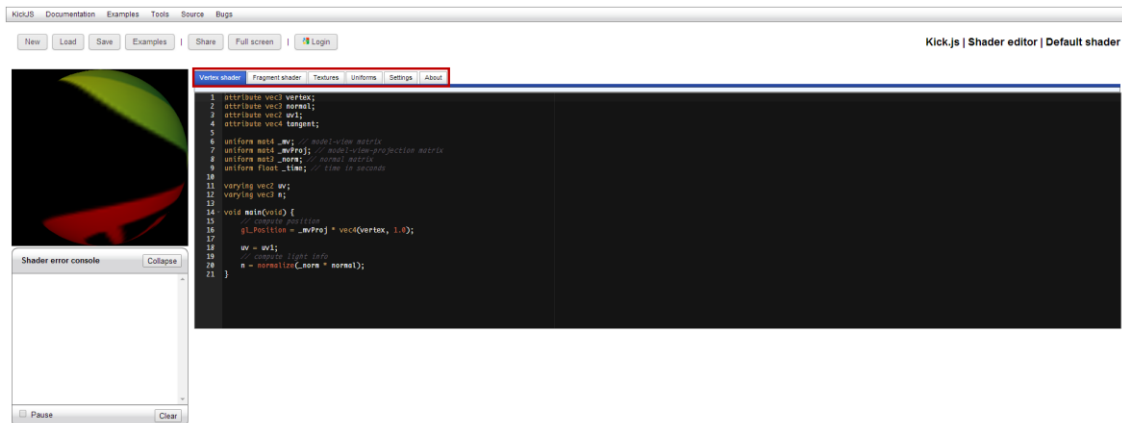 KickJS Documentation Examples Tools Source Bugs
New Load Save Examples | Share Full screen | Login
Kick.js | Shader editor | Default shader
Vertex shader Fragment shader Textures Uniforms Settings About
1 attribute vec3 vertex;
2 attribute vec3 normal;
3 attribute vec2 uv1;
4 attribute vec4 tangent;
5
6 uniform mat4 _mv; // model-view matrix
7 uniform mat4 _mvProj; // model-view-projection matrix
8 uniform mat3 _norm; // normal matrix
9 uniform float _time; // time in seconds
10
11 varying vec2 uv;
12 varying vec3 n;
13
14 void main(void) {
15 // compute position
16 gl_Position = _mvProj * vec4(vertex, 1.0);
17
18 uv = uv1;
19 // compute light info
20 n = normalize(_norm * normal);
21 }
Shader error console Collapse
Pause Clear